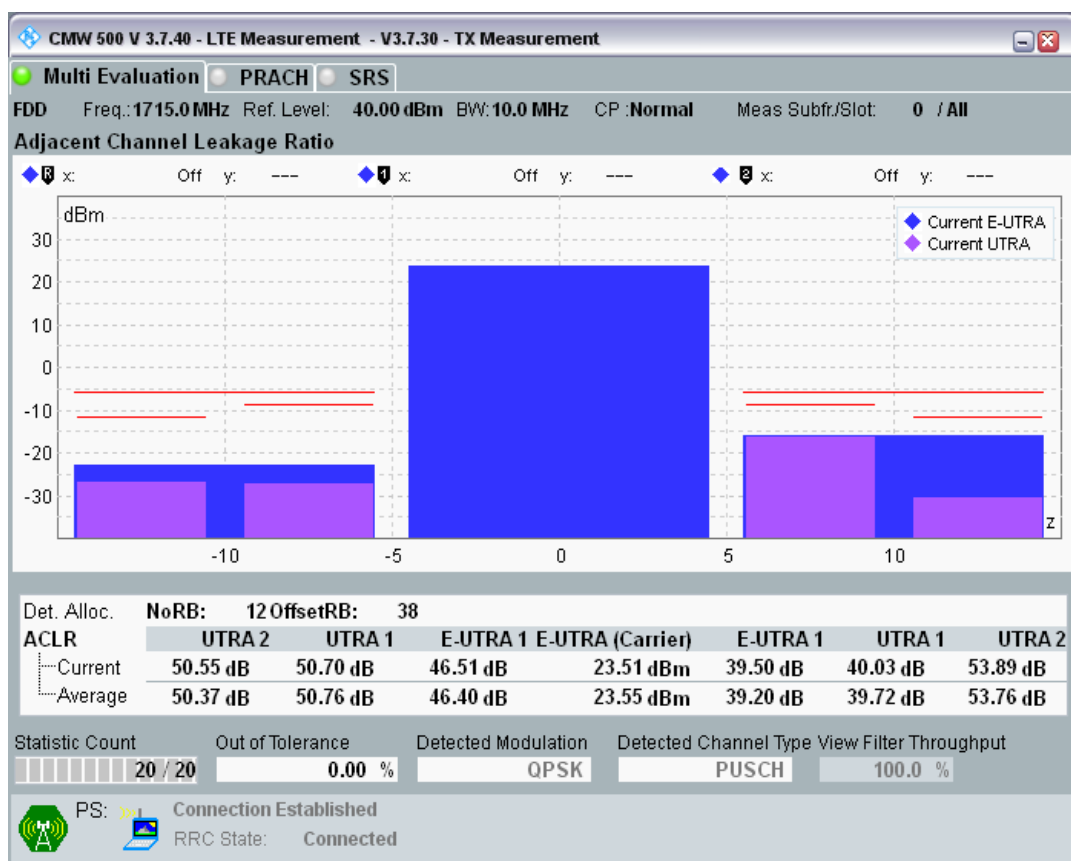 CMW 500 V 3.7.40 - LTE Measurement - V3.7.30 - TX Measurement
Multi Evaluation PRACH SRS
FDD Freq.: 1715.0 MHz Ref. Level: 40.00 dBm BW: 10.0 MHz CP :Normal Meas Subfr./Slot: 0 / All
Adjacent Channel Leakage Ratio
R x: Off y: --- 1 x: Off y: --- 2 x: Off y: ---
dBm
Current E-UTRA
Current UTRA
30
20
10
0
-10
-20
-30
z
-10 -5 0 5 10
Det. Alloc. NoRB: 12 OffsetRB: 38
ACLR UTRA 2 UTRA 1 E-UTRA 1 E-UTRA (Carrier) E-UTRA 1 UTRA 1 UTRA 2
Current 50.55 dB 50.70 dB 46.51 dB 23.51 dBm 39.50 dB 40.03 dB 53.89 dB
Average 50.37 dB 50.76 dB 46.40 dB 23.55 dBm 39.20 dB 39.72 dB 53.76 dB
Statistic Count Out of Tolerance Detected Modulation Detected Channel Type View Filter Throughput
20 / 20 0.00 % QPSK PUSCH 100.0 %
PS: Connection Established
RRC State: Connected